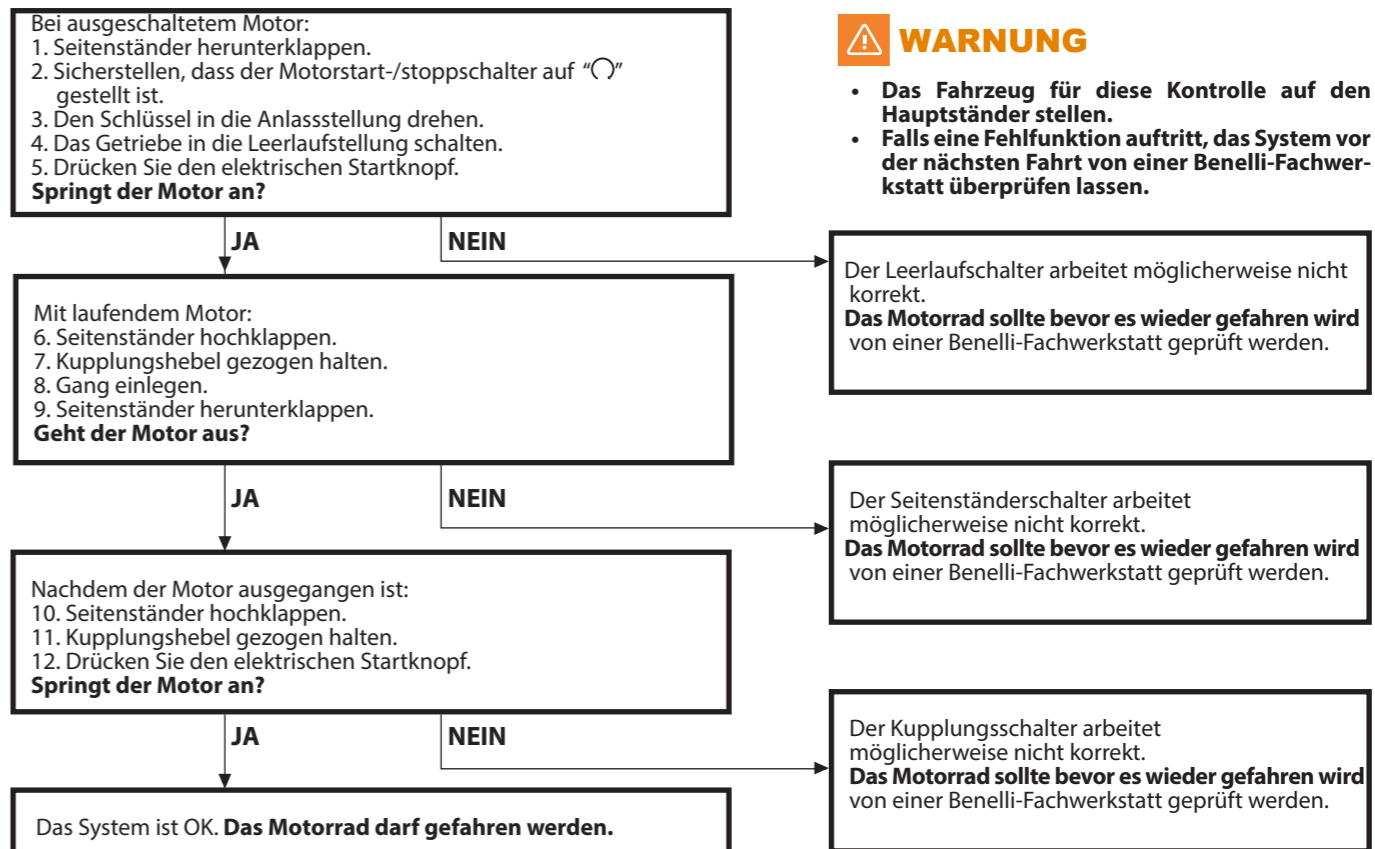 Bei ausgeschaltetem Motor:
1. Seitenständer herunterklappen.
2. Sicherstellen, dass der Motorstart-/stoppschalter auf “◯”
gestellt ist.
3. Den Schlüssel in die Anlassstellung drehen.
4. Das Getriebe in die Leerlaufstellung schalten.
5. Drücken Sie den elektrischen Startknopf.
Springt der Motor an?
WARNUNG
• Das Fahrzeug für diese Kontrolle auf den
Hauptständer stellen.
• Falls eine Fehlfunktion auftritt, das System vor
der nächsten Fahrt von einer Benelli-Fachwer-
kstatt überprüfen lassen.
JA
NEIN
Der Leerlaufschalter arbeitet möglicherweise nicht
korrekt.
Das Motorrad sollte bevor es wieder gefahren wird
von einer Benelli-Fachwerkstatt geprüft werden.
Mit laufendem Motor:
6. Seitenständer hochklappen.
7. Kupplungshebel gezogen halten.
8. Gang einlegen.
9. Seitenständer herunterklappen.
Geht der Motor aus?
JA
NEIN
Der Seitenständerschalter arbeitet
möglicherweise nicht korrekt.
Das Motorrad sollte bevor es wieder gefahren wird
von einer Benelli-Fachwerkstatt geprüft werden.
Nachdem der Motor ausgegangen ist:
10. Seitenständer hochklappen.
11. Kupplungshebel gezogen halten.
12. Drücken Sie den elektrischen Startknopf.
Springt der Motor an?
JA
NEIN
Der Kupplungsschalter arbeitet
möglicherweise nicht korrekt.
Das Motorrad sollte bevor es wieder gefahren wird
von einer Benelli-Fachwerkstatt geprüft werden.
Das System ist OK. Das Motorrad darf gefahren werden.